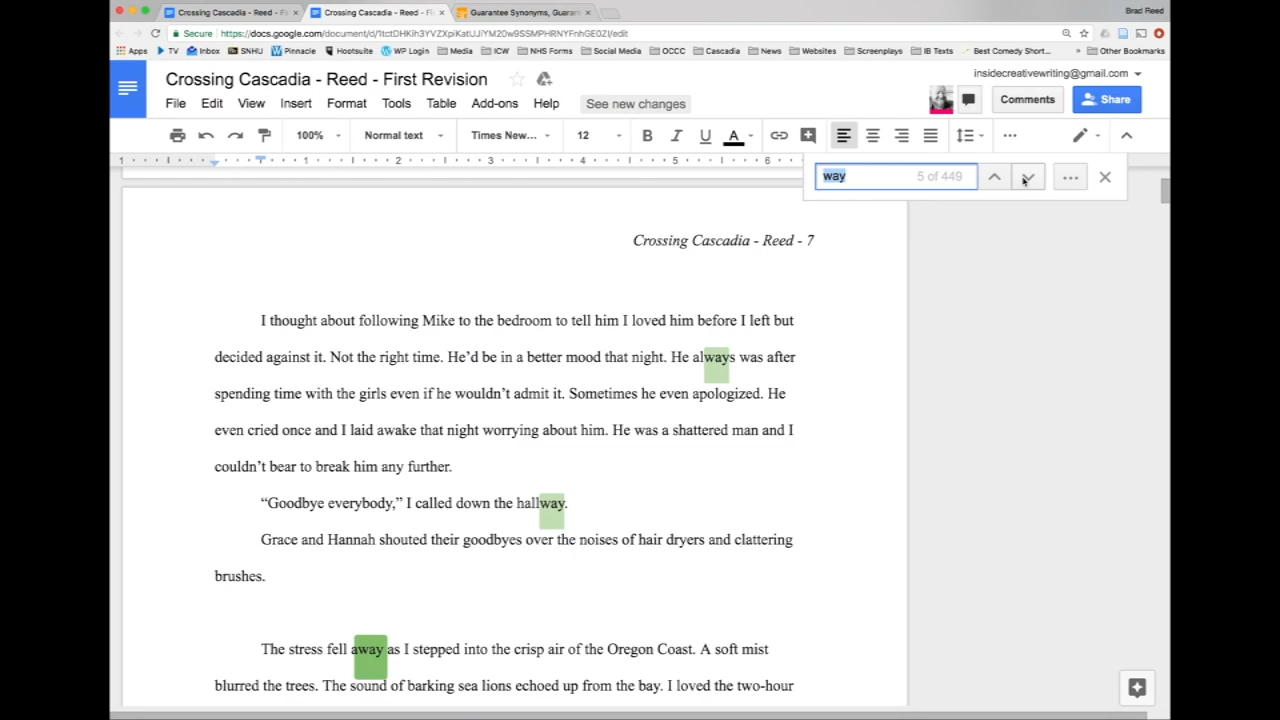 Crossing Cascadia - Reed - Fi
Crossing Cascadia - Reed - Fi
Guarantee Synonyms, Guaran
Brad Reed
Secure
https://docs.google.com/document/d/1tctDHKih3YVZXpiKatUJiYM20w9SSMPHRNYFnhGE0ZI/edit
Apps TV Inbox SNHU Pinnacle Hootsuite WP Login Media ICW NHS Forms Social Media OCCC Cascadia News Websites Screenplays IB Texts Best Comedy Short... » Other Bookmarks
Crossing Cascadia - Reed - First Revision
insidecreativewriting@gmail.com
File Edit View Insert Format Tools Table Add-ons Help See new changes
Comments Share
100% Normal text Times New... 12 B I U A
1 1 2 3 4 5 6
way 5 of 449
Crossing Cascadia - Reed - 7
I thought about following Mike to the bedroom to tell him I loved him before I left but
decided against it. Not the right time. He’d be in a better mood that night. He always was after
spending time with the girls even if he wouldn’t admit it. Sometimes he even apologized. He
even cried once and I laid awake that night worrying about him. He was a shattered man and I
couldn’t bear to break him any further.
“Goodbye everybody,” I called down the hallway.
Grace and Hannah shouted their goodbyes over the noises of hair dryers and clattering
brushes.
The stress fell away as I stepped into the crisp air of the Oregon Coast. A soft mist
blurred the trees. The sound of barking sea lions echoed up from the bay. I loved the two-hour